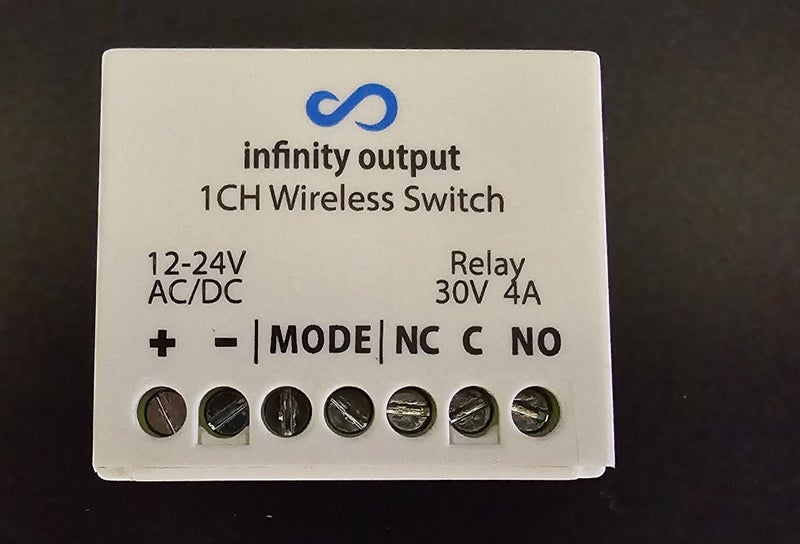 infinity output
1CH Wireless Switch
12-24V
AC/DC
Relay
30V 4A
+ - | MODE | NC C NO